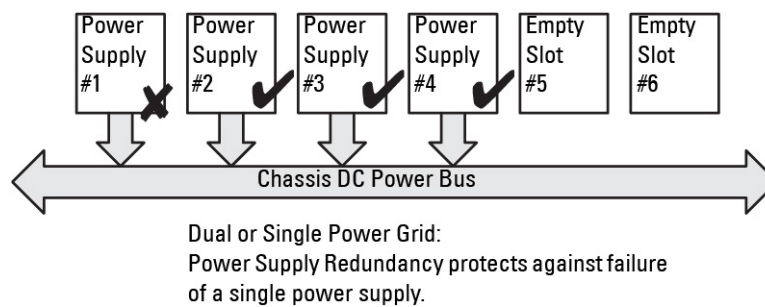 Power
Supply
#1
Power
Supply
#2
Power
Supply
#3
Power
Supply
#4
Empty
Slot
#5
Empty
Slot
#6
Chassis DC Power Bus
Dual or Single Power Grid:
Power Supply Redundancy protects against failure
of a single power supply.